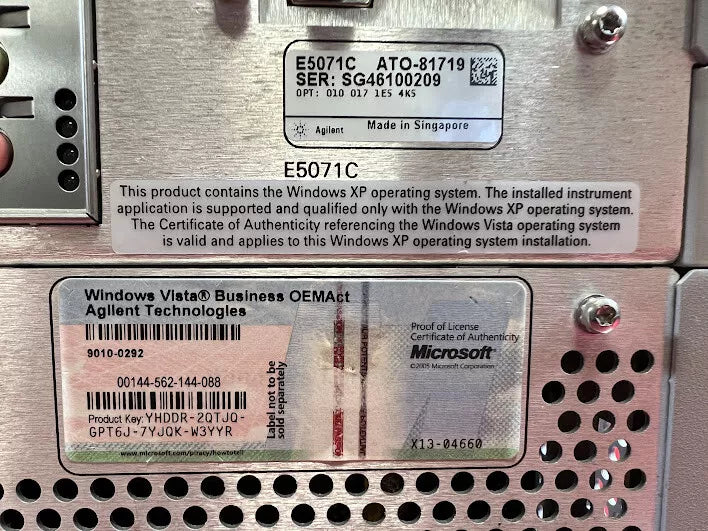 E5071C ATO-81719
SER: SG46100209
OPT: 010 017 1E5 4K5
Agilent Made in Singapore
E5071C
This product contains the Windows XP operating system. The installed instrument
application is supported and qualified only with the Windows XP operating system.
The Certificate of Authenticity referencing the Windows Vista operating system
is valid and applies to this Windows XP operating system installation.
Windows Vista® Business OEMAct
Agilent Technologies
9010-0292
00144-562-144-088
Product Key: YHDDR-2QTJQ-
GPT6J-7YJQK-W3YYR
www.microsoft.com/piracy/howtotell
Label not to be
sold separately
Proof of License
Certificate of Authenticity
Microsoft
©2005 Microsoft Corporation
X13-04660